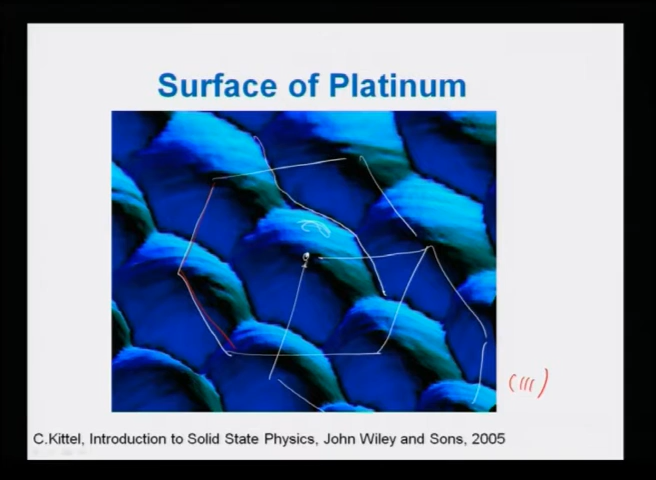 Surface of Platinum
(111)
C.Kittel, Introduction to Solid State Physics, John Wiley and Sons, 2005